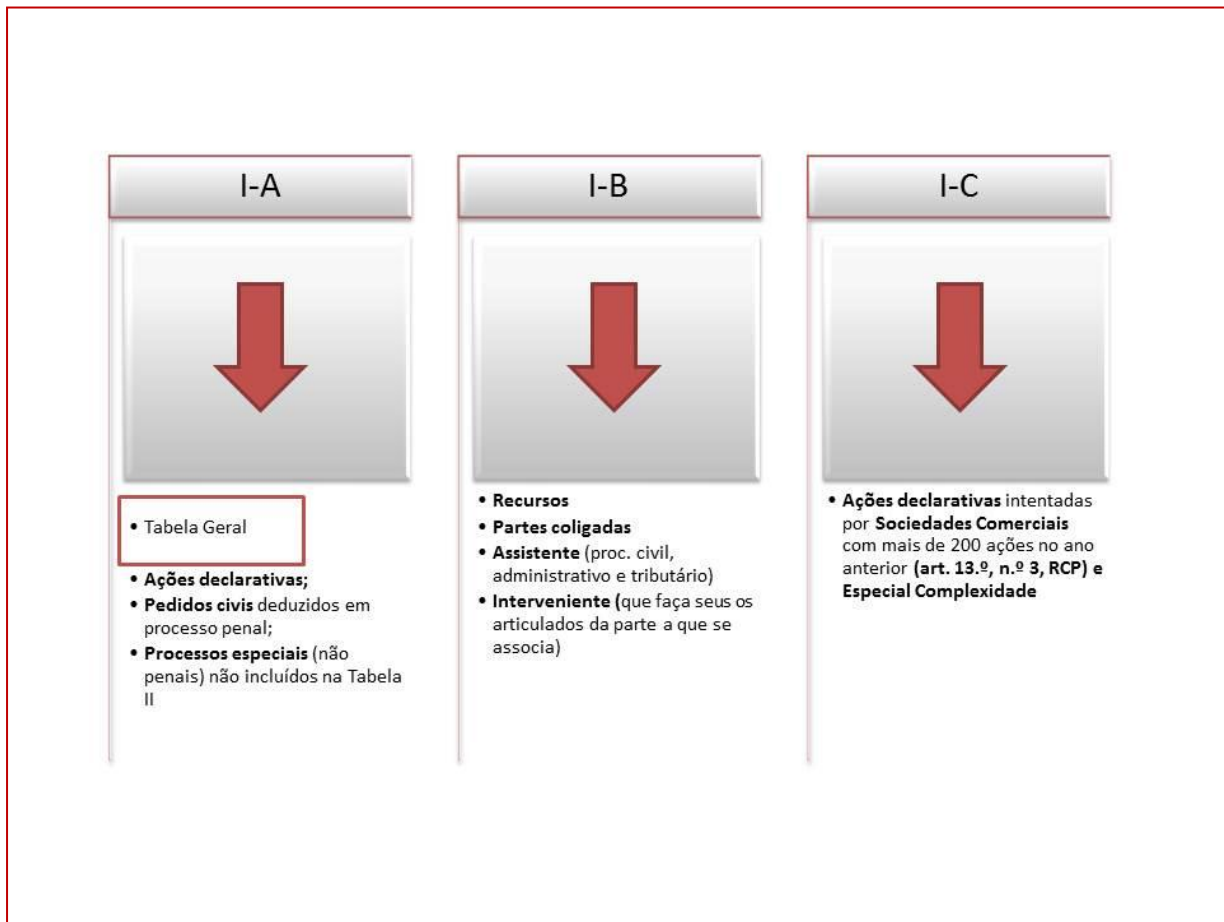 I-A
• Tabela Geral
• Ações declarativas;
• Pedidos civis deduzidos em
processo penal;
• Processos especiais (não
penais) não incluídos na Tabela
II
I-B
• Recursos
• Partes coligadas
• Assistente (proc. civil,
administrativo e tributário)
• Interveniente (que faça seus os
articulados da parte a que se
associa)
I-C
• Ações declarativas intentadas
por Sociedades Comerciais
com mais de 200 ações no ano
anterior (art. 13.º, n.º 3, RCP) e
Especial Complexidade